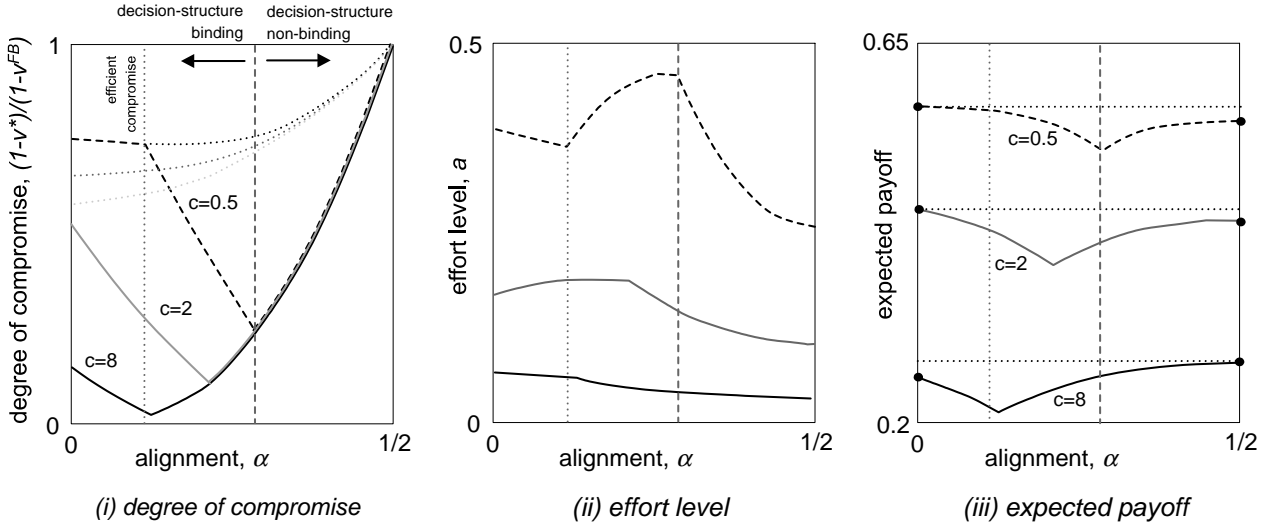 decision-structure
binding
decision-structure
non-binding
efficient
compromise
degree of compromise, (1-v*)/(1-v^FB)
1
0
c=0.5
c=2
c=8
0
1/2
alignment, α
(i) degree of compromise
0.5
effort level, a
0
0
1/2
alignment, α
(ii) effort level
0.65
expected payoff
c=0.5
c=2
c=8
0.2
0
1/2
alignment, α
(iii) expected payoff